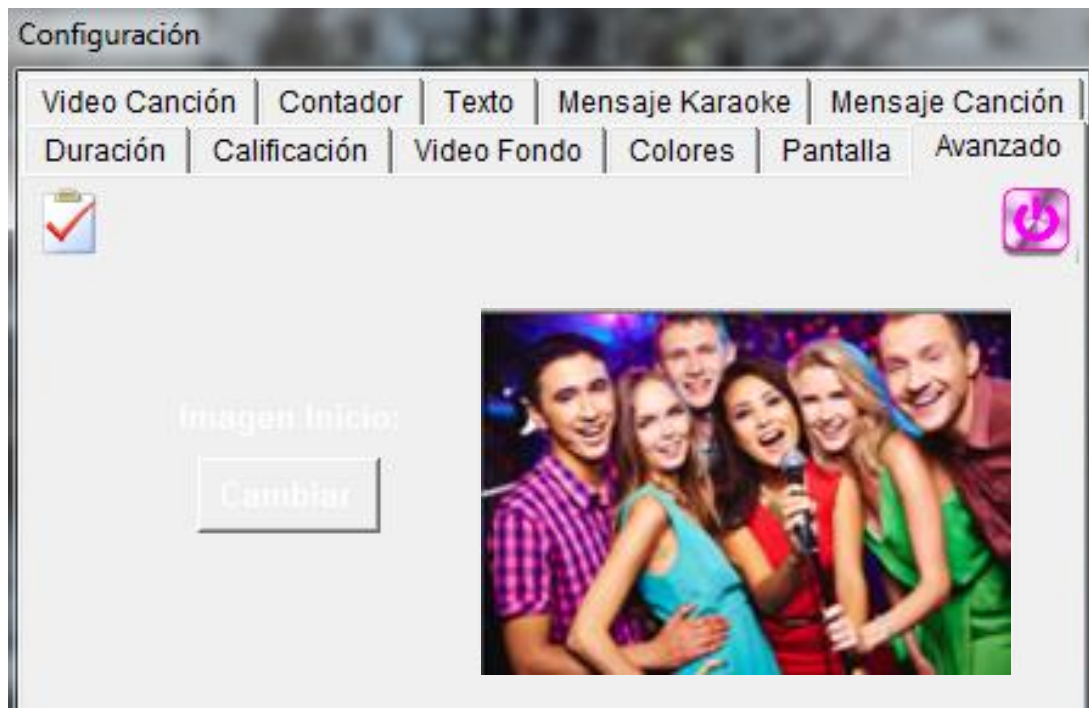 Configuración
Video Canción Contador Texto Mensaje Karaoke Mensaje Canción
Duración Calificación Video Fondo Colores Pantalla Avanzado
Imagen Inicio:
Cambiar